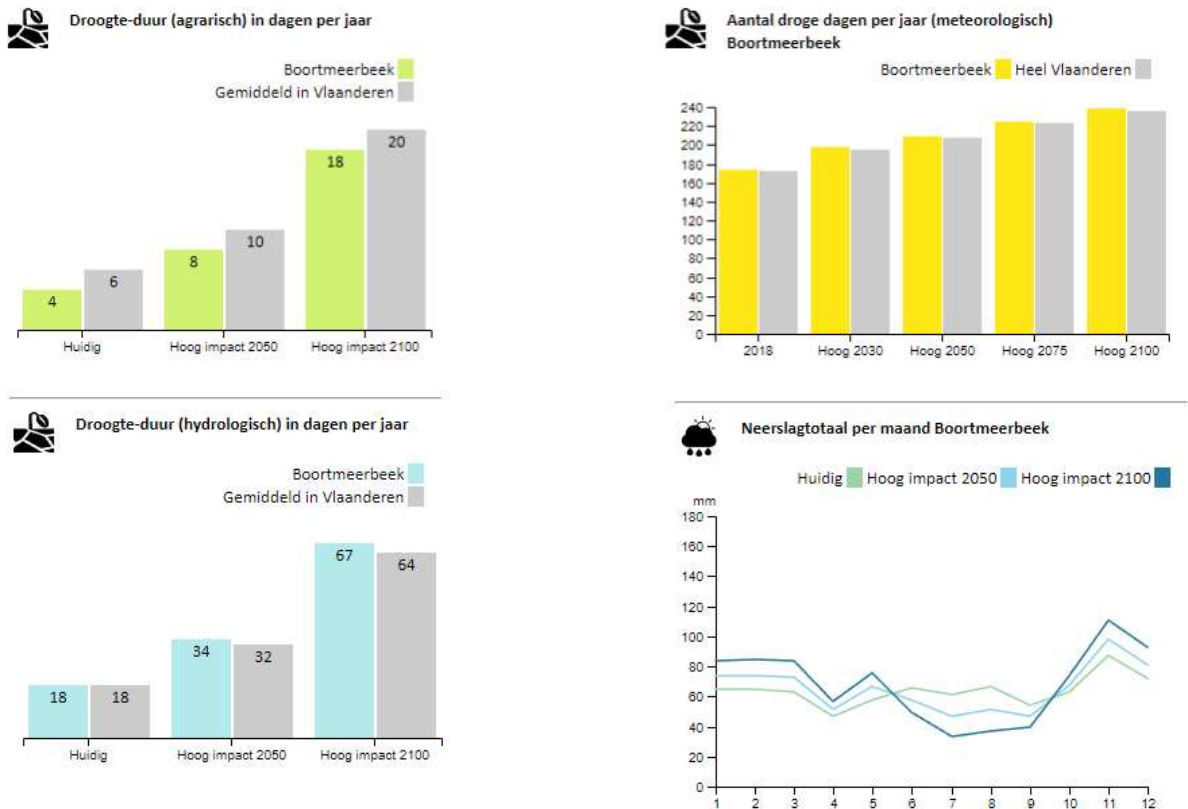 Droogte-duur (agrarisch) in dagen per jaar
Boortmeerbeek
Gemiddeld in Vlaanderen
4
6
8
10
18
20
Huidig
Hoog impact 2050
Hoog impact 2100
Aantal droge dagen per jaar (meteorologisch)
Boortmeerbeek
Boortmeerbeek
Heel Vlaanderen
240
220
200
180
160
140
120
100
80
60
40
20
0
2018
Hoog 2030
Hoog 2050
Hoog 2075
Hoog 2100
Droogte-duur (hydrologisch) in dagen per jaar
Boortmeerbeek
Gemiddeld in Vlaanderen
18
18
34
32
67
64
Huidig
Hoog impact 2050
Hoog impact 2100
Neerslagtotaal per maand Boortmeerbeek
Huidig
Hoog impact 2050
Hoog impact 2100
mm
180
160
140
120
100
80
60
40
20
0
1 2 3 4 5 6 7 8 9 10 11 12